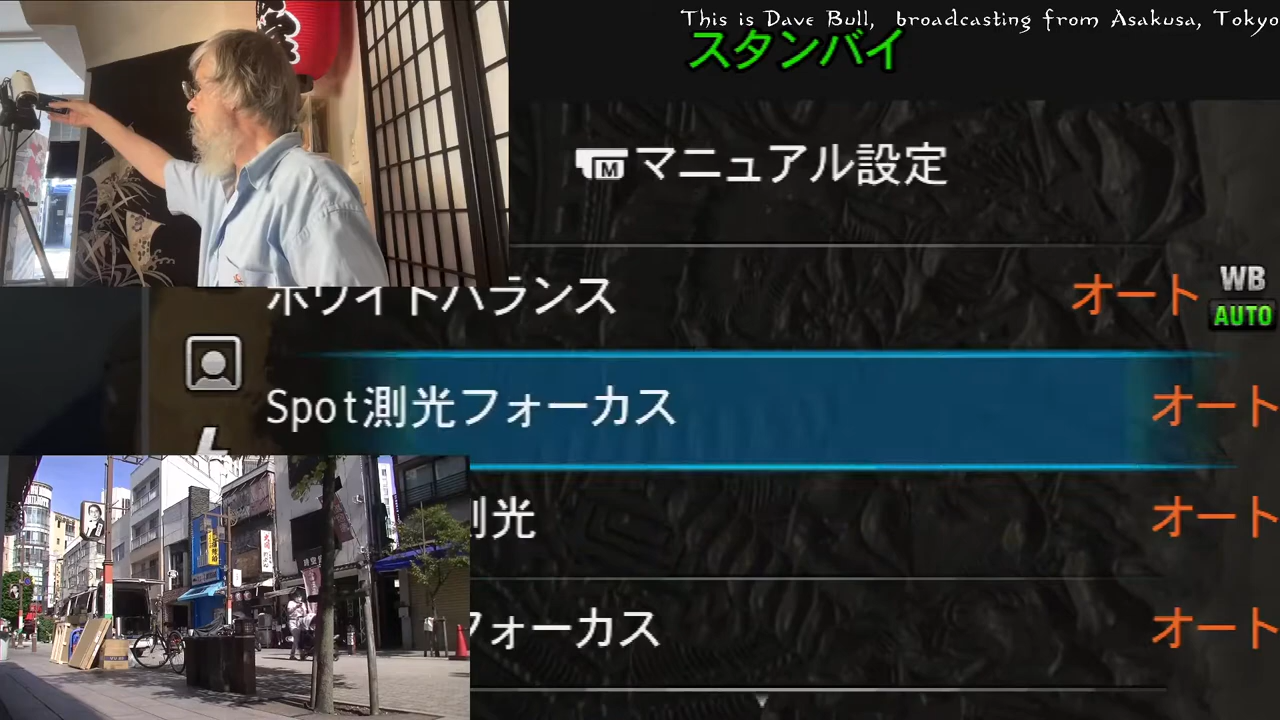 This is Dave Bull, broadcasting from Asakusa, Tokyo
スタンバイ
M マニュアル設定
ホワイトバランス オート
WB
AUTO
Spot測光フォーカス オート
測光 オート
フォーカス オート